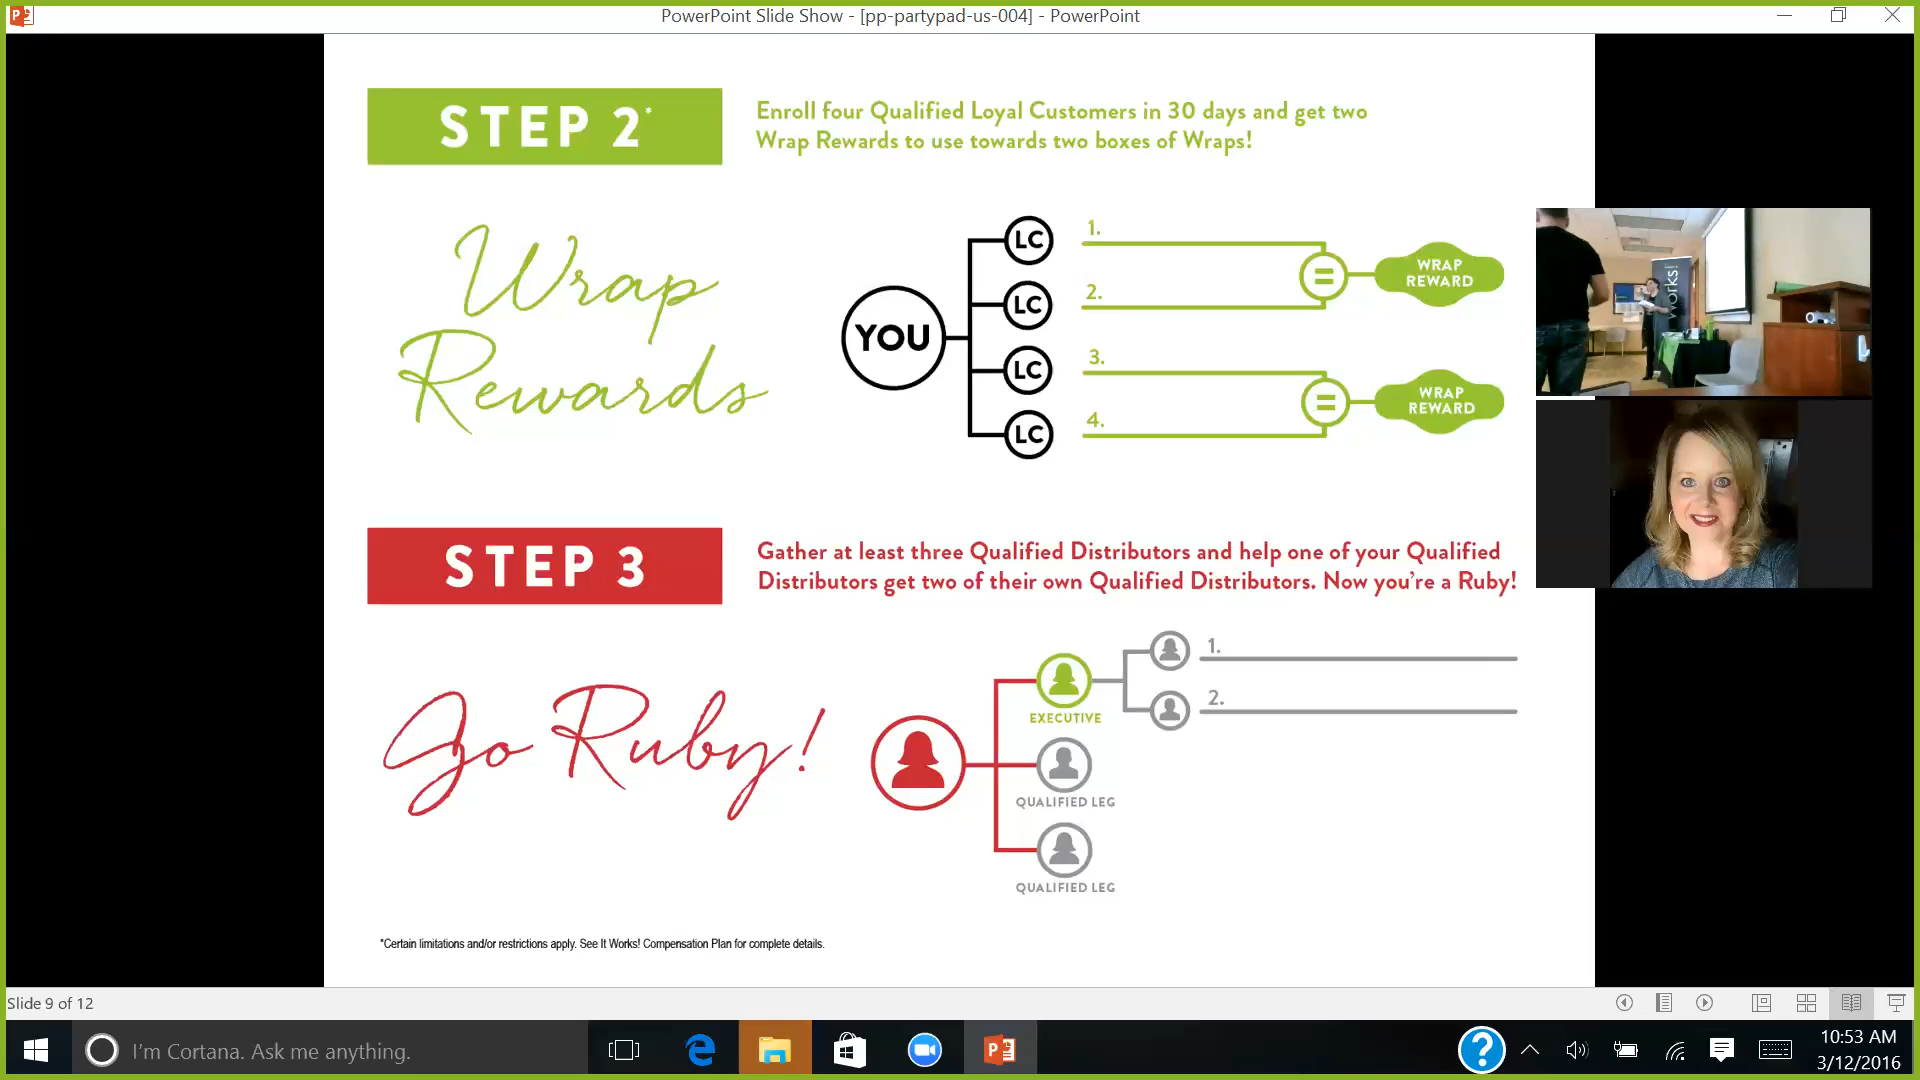 PowerPoint Slide Show - [pp-partypad-us-004] - PowerPoint
STEP 2*
Enroll four Qualified Loyal Customers in 30 days and get two
Wrap Rewards to use towards two boxes of Wraps!
Wrap
Rewards
YOU
LC
LC
LC
LC
1.
2.
3.
4.
=
=
WRAP
REWARD
WRAP
REWARD
works!
STEP 3
Gather at least three Qualified Distributors and help one of your Qualified
Distributors get two of their own Qualified Distributors. Now you're a Ruby!
Go Ruby!
EXECUTIVE
QUALIFIED LEG
QUALIFIED LEG
1.
2.
*Certain limitations and/or restrictions apply. See It Works! Compensation Plan for complete details.
Slide 9 of 12
I'm Cortana. Ask me anything.
10:53 AM
3/12/2016